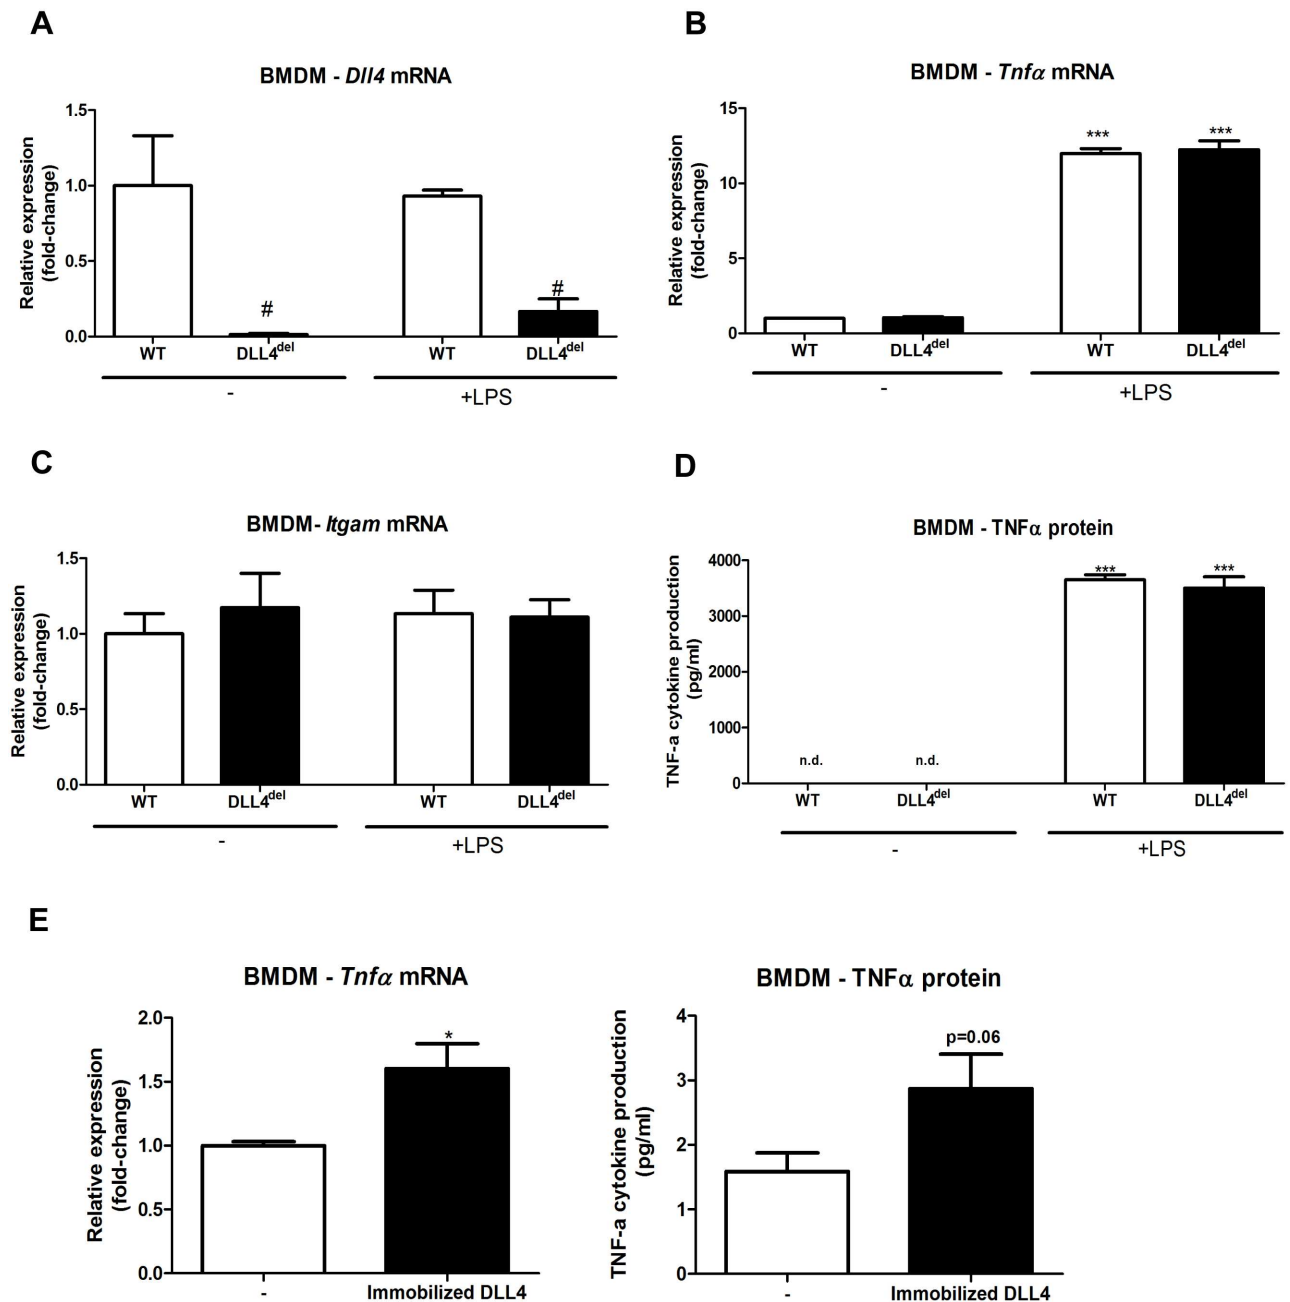 A
BMDM - Dll4 mRNA
Relative expression
(fold-change)
1.5
1.0
0.5
0.0
#
#
WT
DLL4del
WT
DLL4del
-
+LPS
B
BMDM - Tnfα mRNA
Relative expression
(fold-change)
15
10
5
0
***
***
WT
DLL4del
WT
DLL4del
-
+LPS
C
BMDM- Itgam mRNA
Relative expression
(fold-change)
1.5
1.0
0.5
0.0
WT
DLL4del
WT
DLL4del
-
+LPS
D
BMDM - TNFα protein
TNF-a cytokine production
(pg/ml)
4000
3000
2000
1000
0
n.d.
n.d.
***
***
WT
DLL4del
WT
DLL4del
-
+LPS
E
BMDM - Tnfα mRNA
Relative expression
(fold-change)
2.0
1.5
1.0
0.5
0.0
*
-
Immobilized DLL4
BMDM - TNFα protein
TNF-a cytokine production
(pg/ml)
4
3
2
1
0
p=0.06
-
Immobilized DLL4